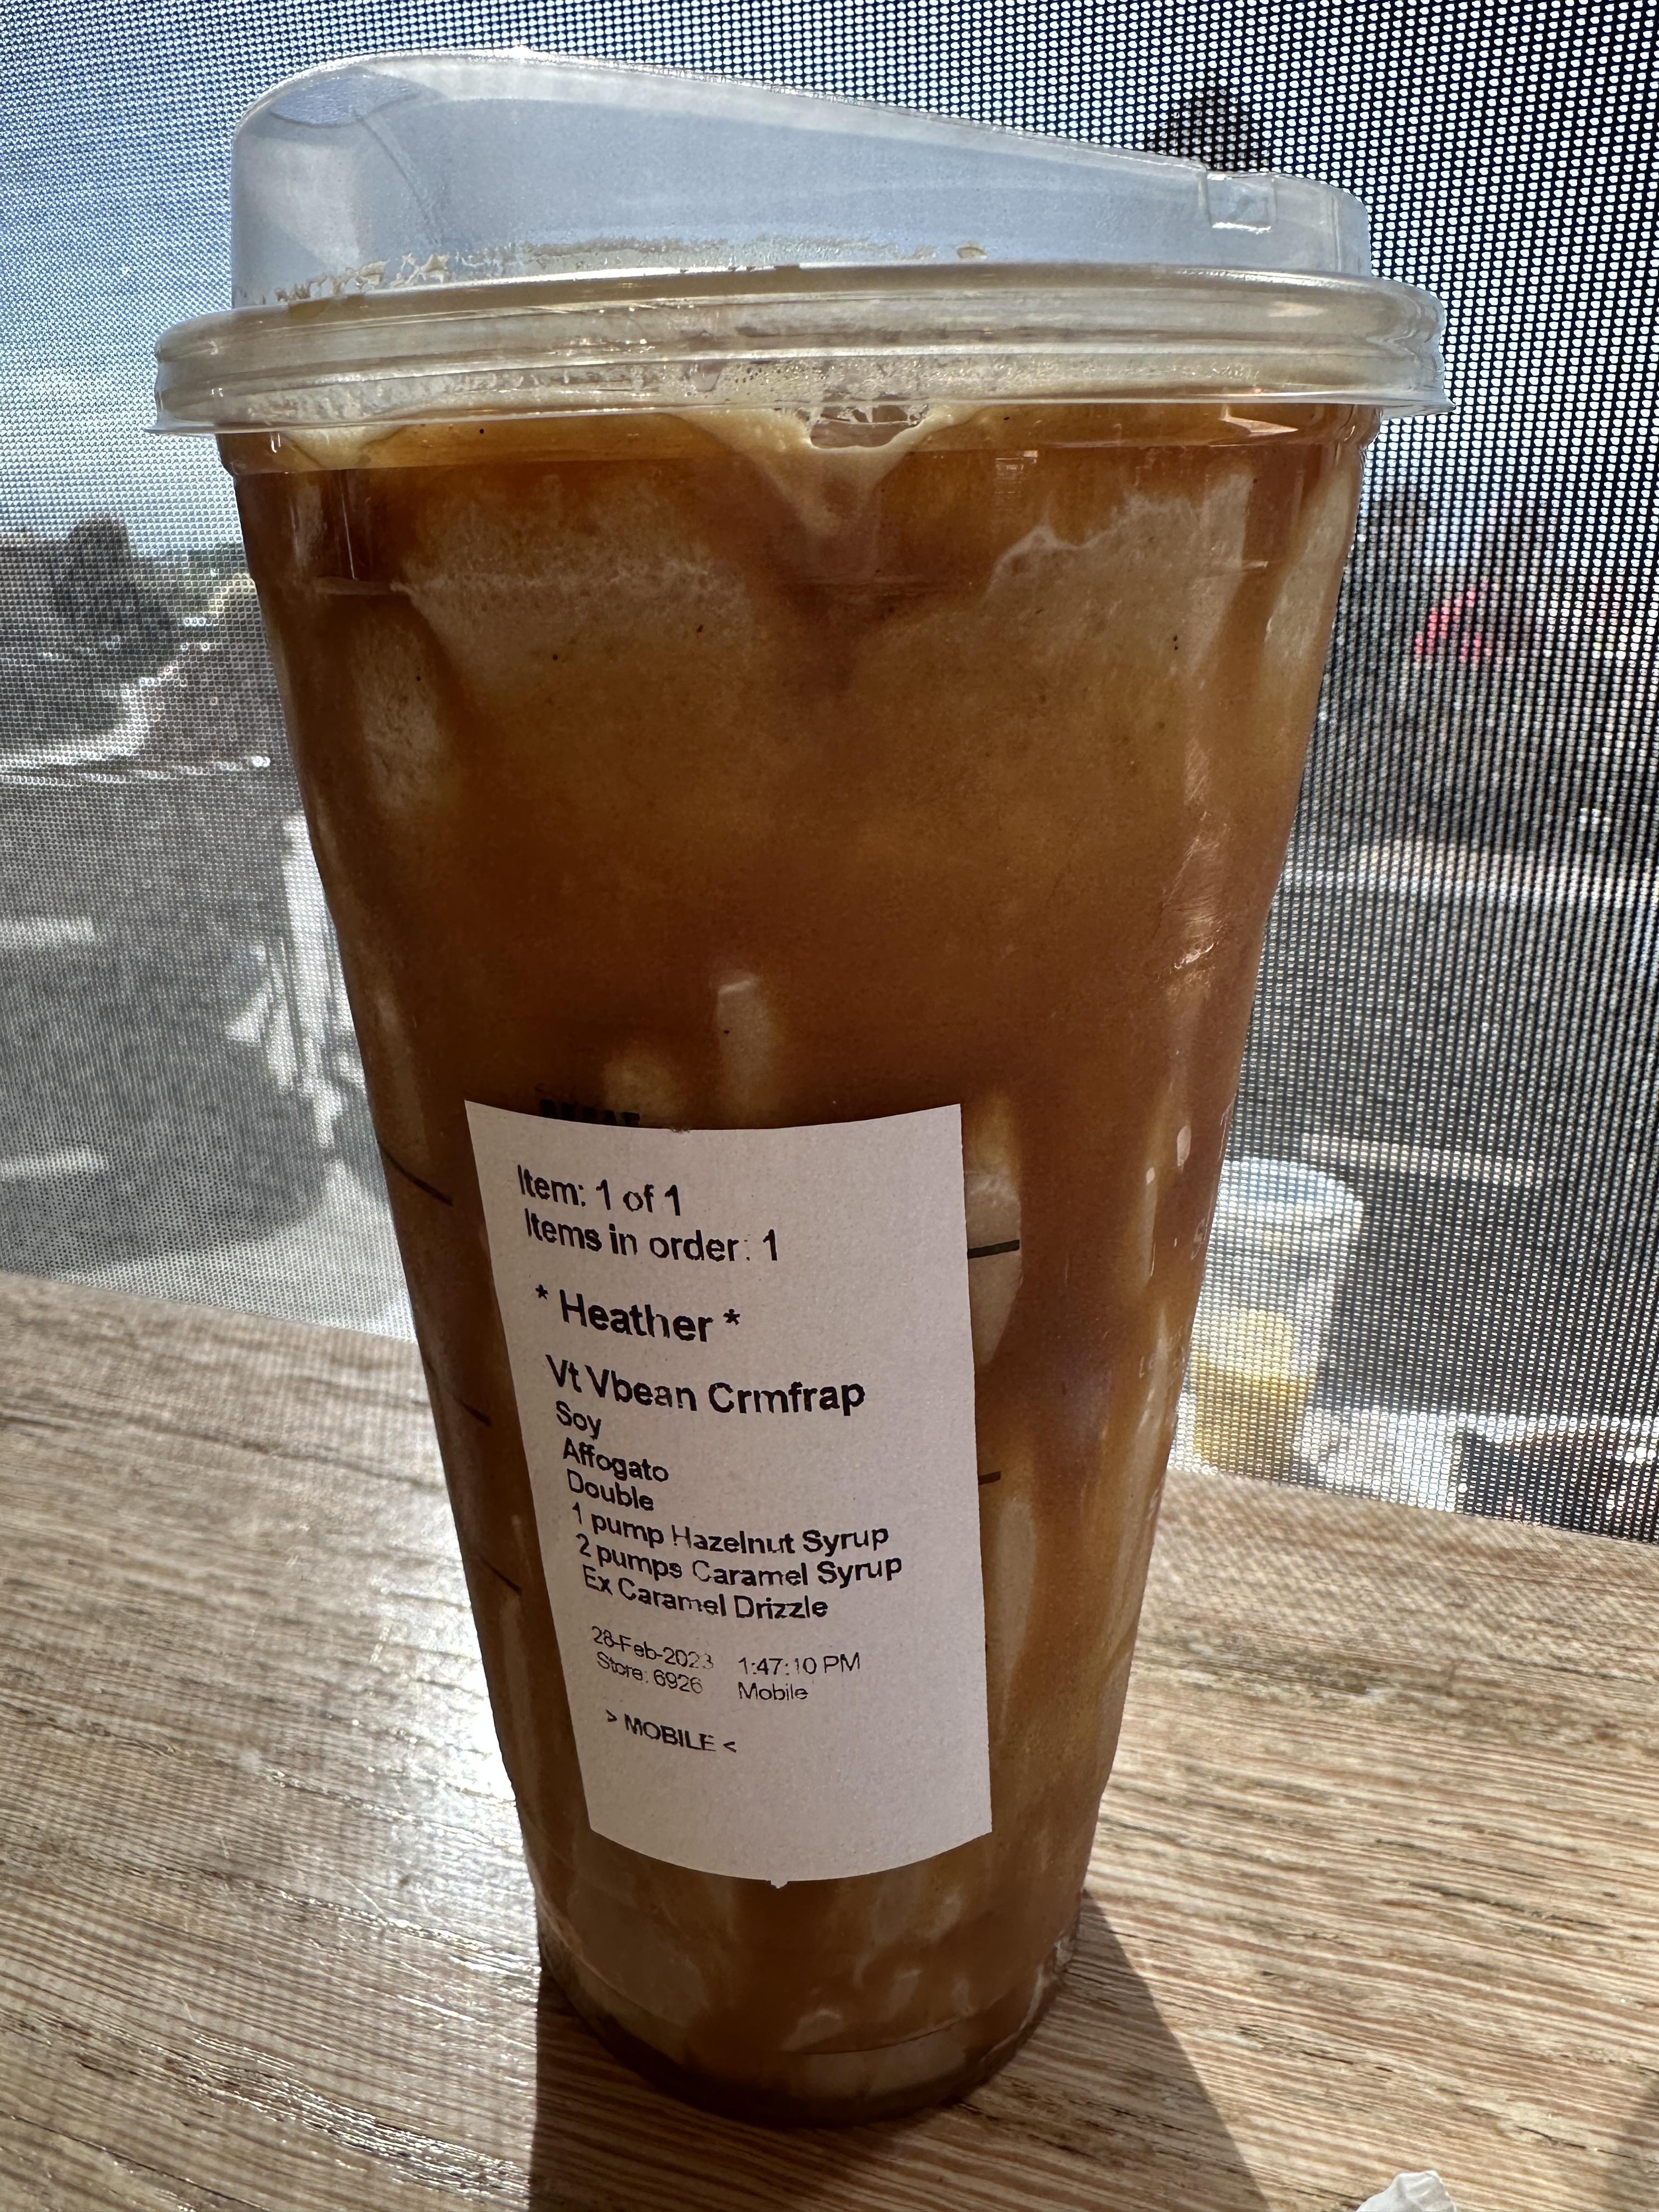 Item: 1 of 1
Items in order: 1
* Heather *
Vt Vbean Crmfrap
Soy
Affogato
Double
1 pump Hazelnut Syrup
2 pumps Caramel Syrup
Ex Caramel Drizzle
28-Feb-2023 1:47:10 PM
Store: 6926 Mobile
> MOBILE <